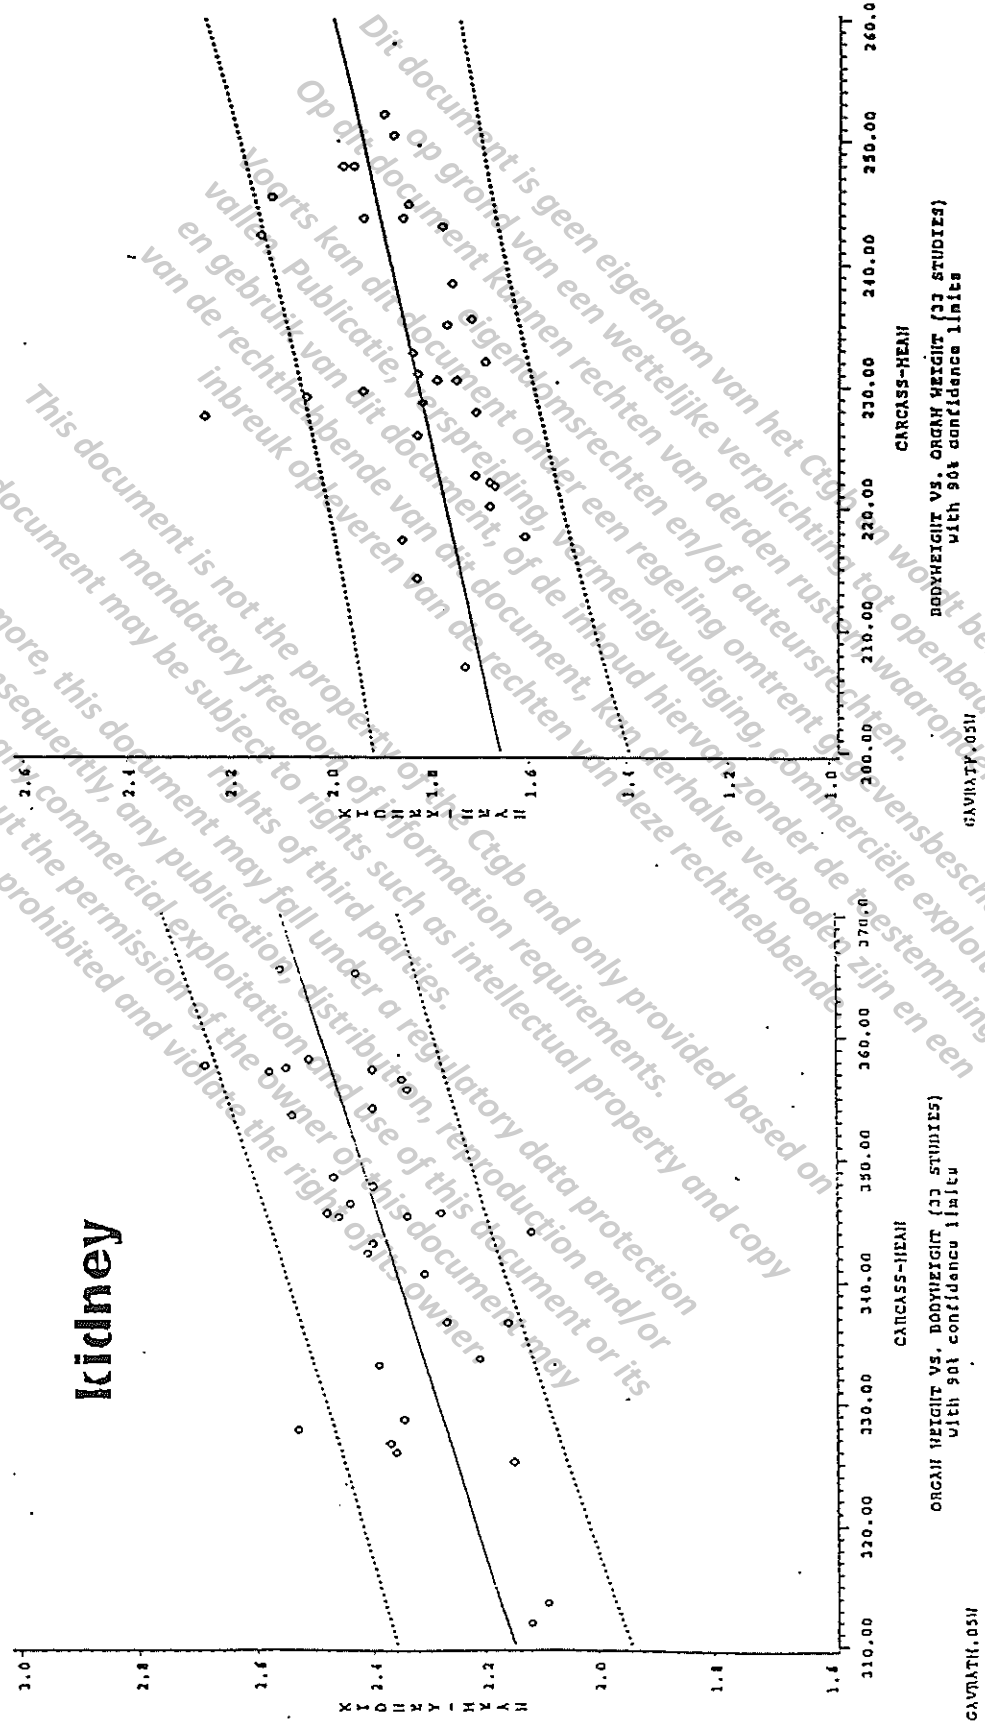 kidney
3.0
2.8
2.6
2.4
2.2
2.0
1.8
1.6
KIDNEY-MEAN
310.00 320.00 330.00 340.00 350.00 360.00 370.0
CARCASS-MEAN
ORGAN WEIGHT VS. BODYWEIGHT (33 STUDIES)
with 90% confidence limits
2.6
2.4
2.2
2.0
1.8
1.6
1.4
1.2
1.0
KIDNEY-MEAN
200.00 210.00 220.00 230.00 240.00 250.00 260.0
CARCASS-MEAN
BODYWEIGHT VS. ORGAN WEIGHT (33 STUDIES)
with 90% confidence limits
Dit document is geen eigendom van het Ctgb en wordt
op grond van een wettelijke verplichting tot
Op dit document kunnen rechten van derden rusten, waaronder
eigendomsrechten en/of auteursrechten.
Voorts kan dit document onder een regeling omtrent
vallen. Publicatie, verspreiding, vermenigvuldiging, commerciële
en gebruik van dit document, of de inhoud hiervan zonder de toestemming
van de rechthebbende van dit document, kan derhalve verboden zijn en een
inbreuk opleveren van de rechten van deze rechthebbende
This document is not the property of the Ctgb and only provided based on
mandatory freedom of information requirements.
document may be subject to rights such as intellectual property and copy
rights of third parties.
more, this document may fall under a regulatory data protection
any publication, distribution, reproduction and/or
commercial exploitation and use of this document or its
the permission of the owner of this document may
prohibited and violate the right of its owner.